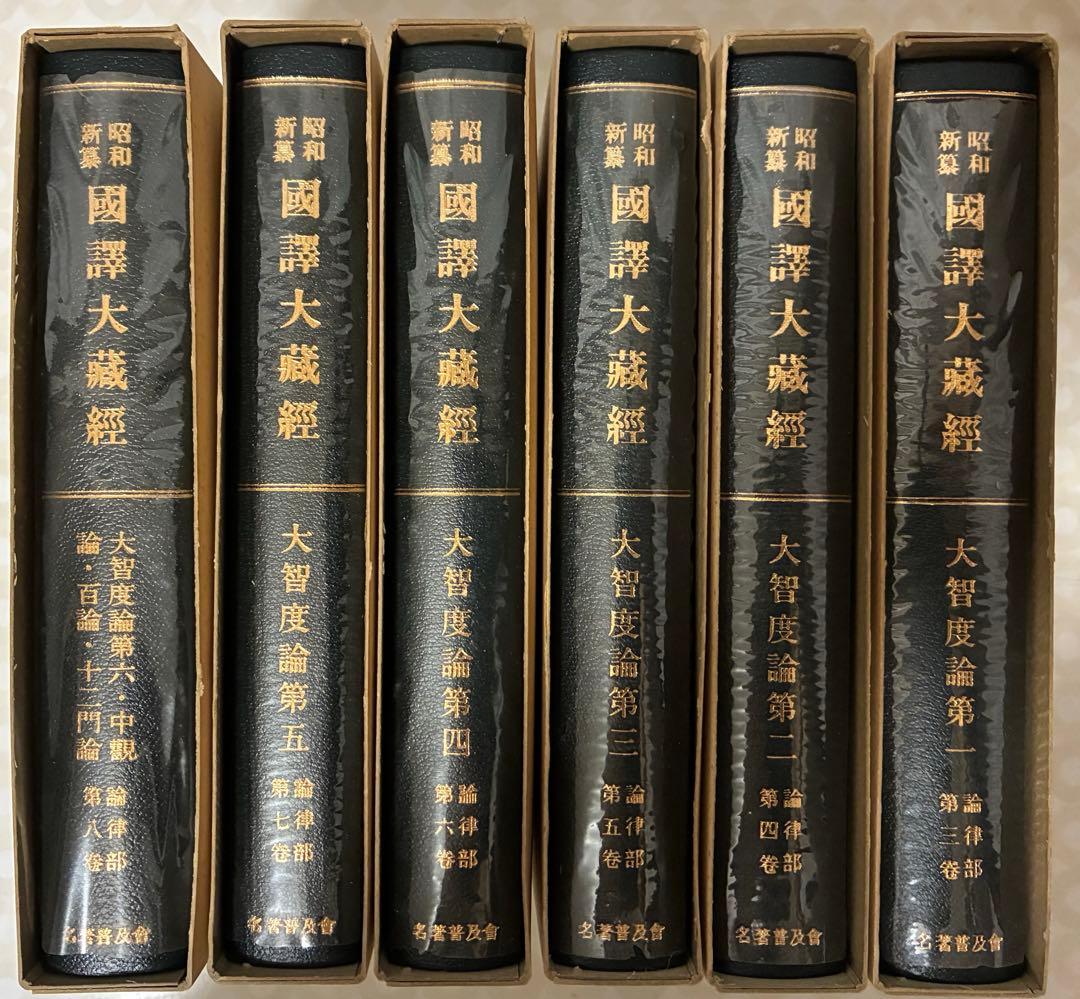 昭和
新纂
國譯大藏經
大智度論第一
論律部
第三卷
名著普及會
昭和
新纂
國譯大藏經
大智度論第二
論律部
第四卷
名著普及會
昭和
新纂
國譯大藏經
大智度論第三
論律部
第五卷
名著普及會
昭和
新纂
國譯大藏經
大智度論第四
論律部
第六卷
名著普及會
昭和
新纂
國譯大藏經
大智度論第五
論律部
第七卷
名著普及會
昭和
新纂
國譯大藏經
大智度論第六・中觀
論・百論・十二門論
論律部
第八卷
名著普及會